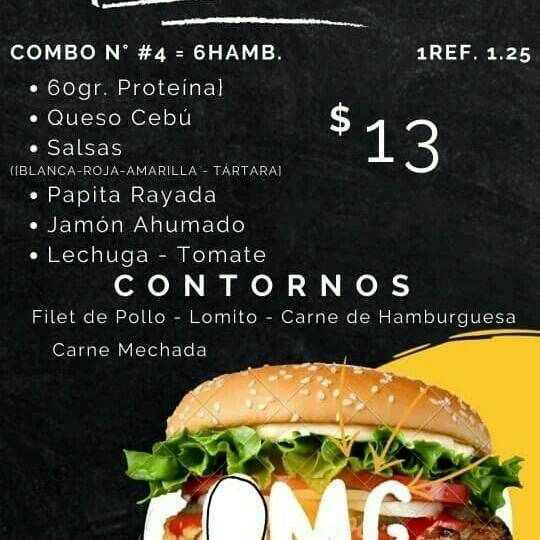 COMBO N° #4 = 6HAMB. 1REF. 1.25
• 60gr. Proteína}
• Queso Cebú
• Salsas
([BLANCA-ROJA-AMARILLA - TÁRTARA]
• Papita Rayada
• Jamón Ahumado
• Lechuga - Tomate
$ 13
CONTORNOS
Filet de Pollo - Lomito - Carne de Hamburguesa
Carne Mechada
OMG